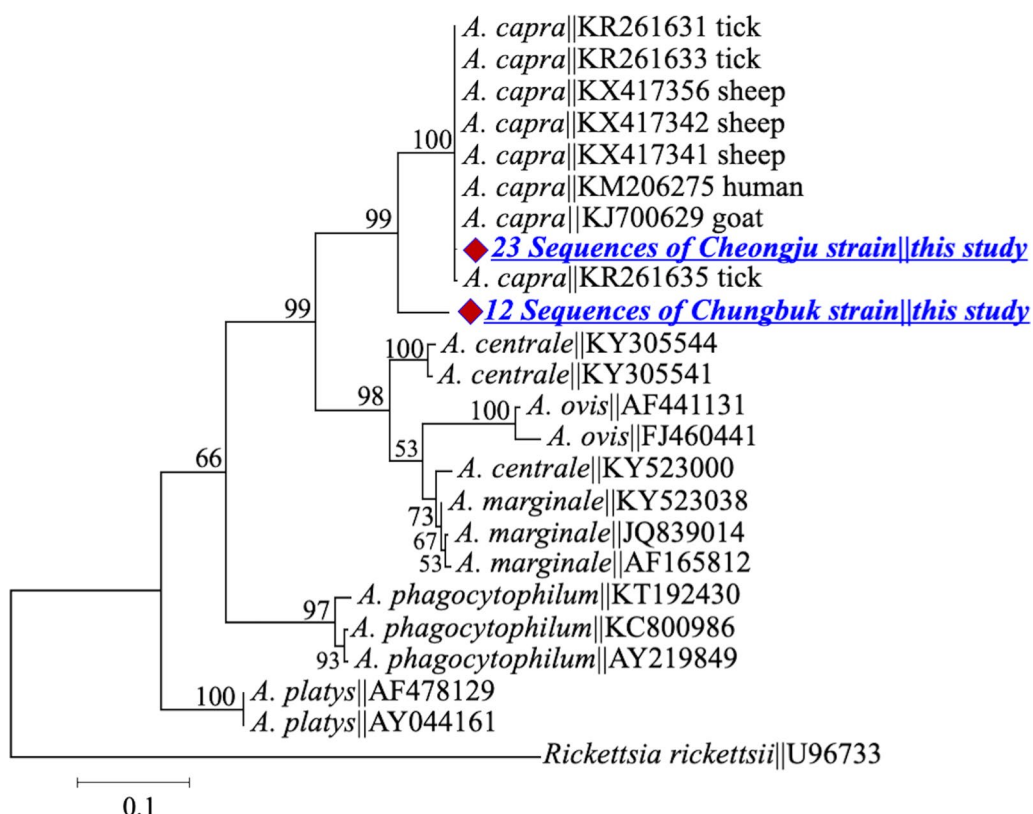 A. capra||KR261631 tick
A. capra||KR261633 tick
A. capra||KX417356 sheep
A. capra||KX417342 sheep
100
A. capra||KX417341 sheep
A. capra||KM206275 human
99
A. capra||KJ700629 goat
23 Sequences of Cheongju strain||this study
A. capra||KR261635 tick
99
12 Sequences of Chungbuk strain||this study
100
A. centrale||KY305544
A. centrale||KY305541
98
100
A. ovis||AF441131
A. ovis||FJ460441
53
66
A. centrale||KY523000
A. marginale||KY523038
73
A. marginale||JQ839014
67
53
A. marginale||AF165812
97
A. phagocytophilum||KT192430
A. phagocytophilum||KC800986
93
A. phagocytophilum||AY219849
100
A. platys||AF478129
A. platys||AY044161
Rickettsia rickettsii||U96733
0.1